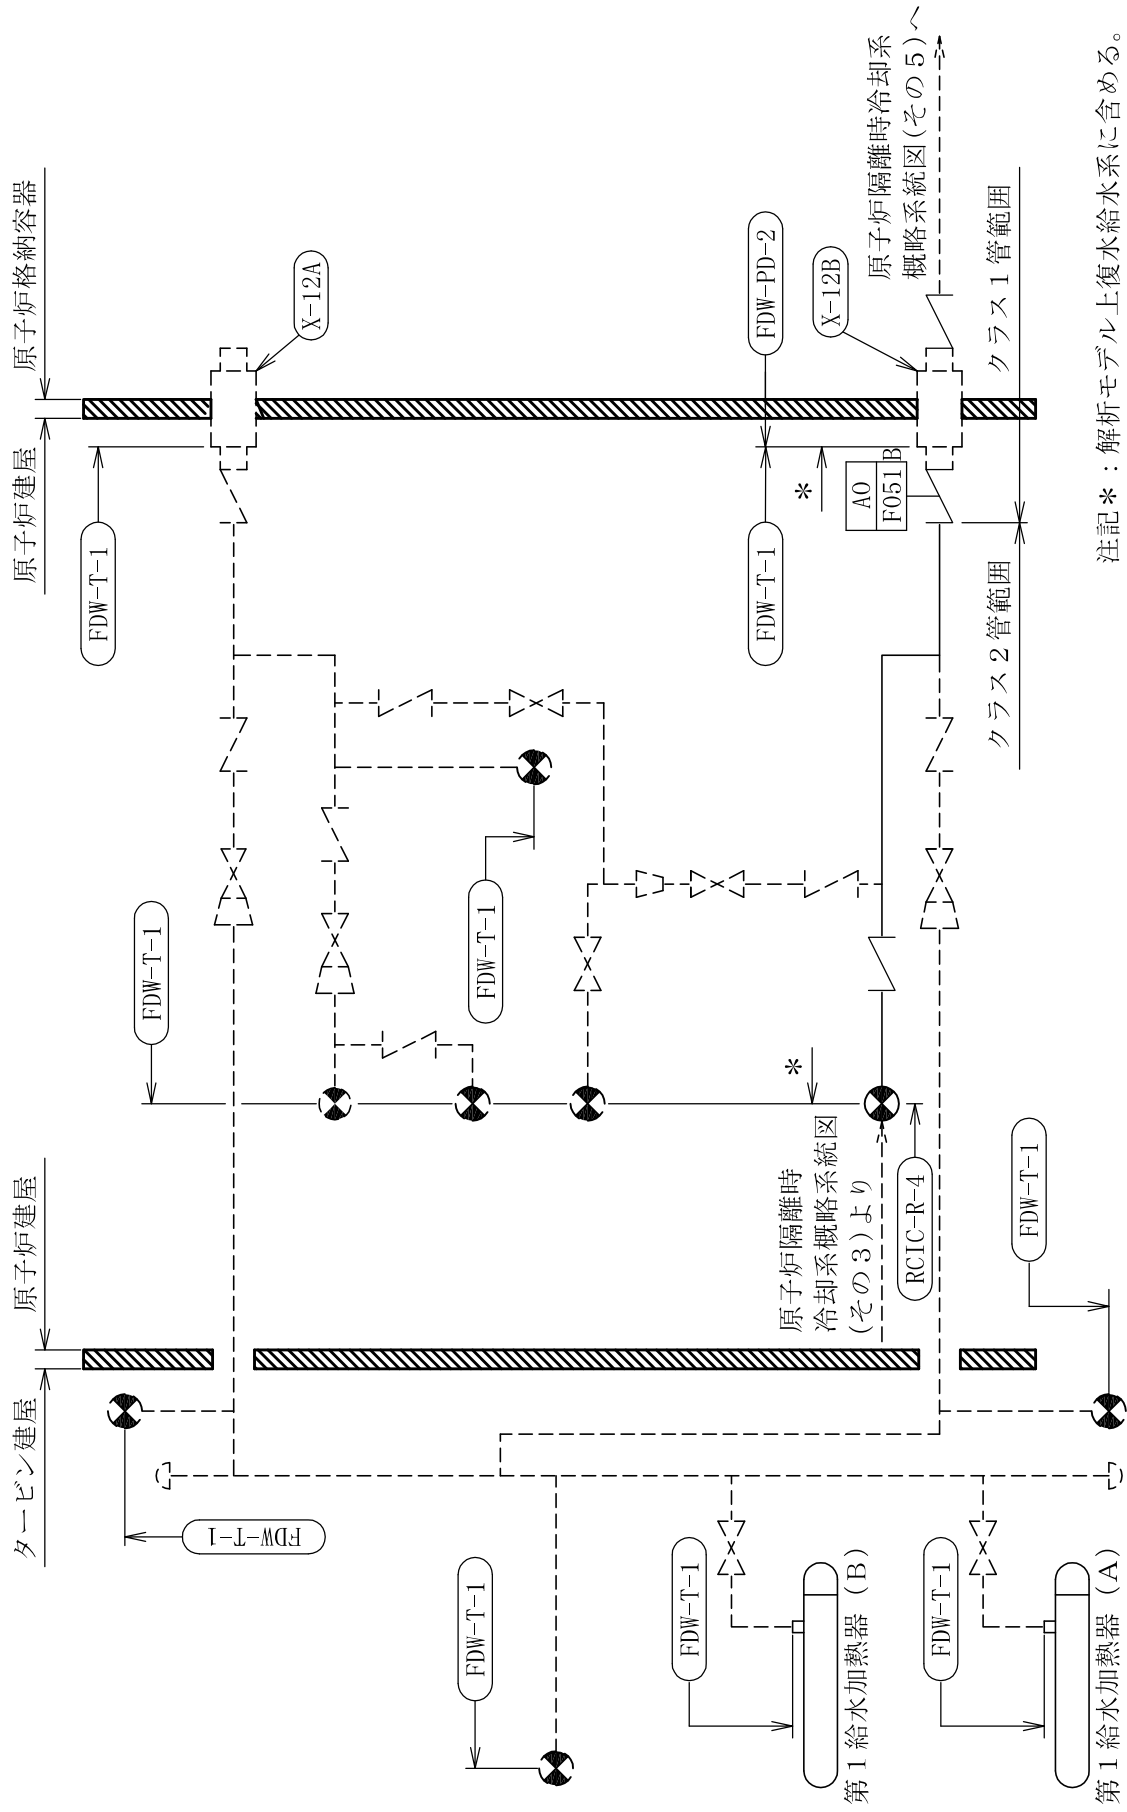 タービン建屋
原子炉建屋
原子炉建屋
原子炉格納容器
FDW-T-1
FDW-T-1
FDW-T-1
X-12A
FDW-T-1
FDW-T-1
FDW-T-1
FDW-PD-2
*
*
X-12B
AO
F051B
原子炉隔離時
冷却系概略系統図
(その3)より
RCIC-R-4
原子炉隔離時冷却系
概略系統図(その5)へ
FDW-T-1
第1給水加熱器 (B)
FDW-T-1
FDW-T-1
第1給水加熱器 (A)
クラス2管範囲
クラス1管範囲
注記*:解析モデル上復水給水系に含める。